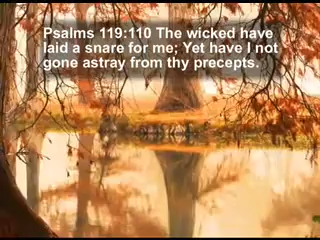 Psalms 119:110 The wicked have
laid a snare for me; Yet have I not
gone astray from thy precepts.